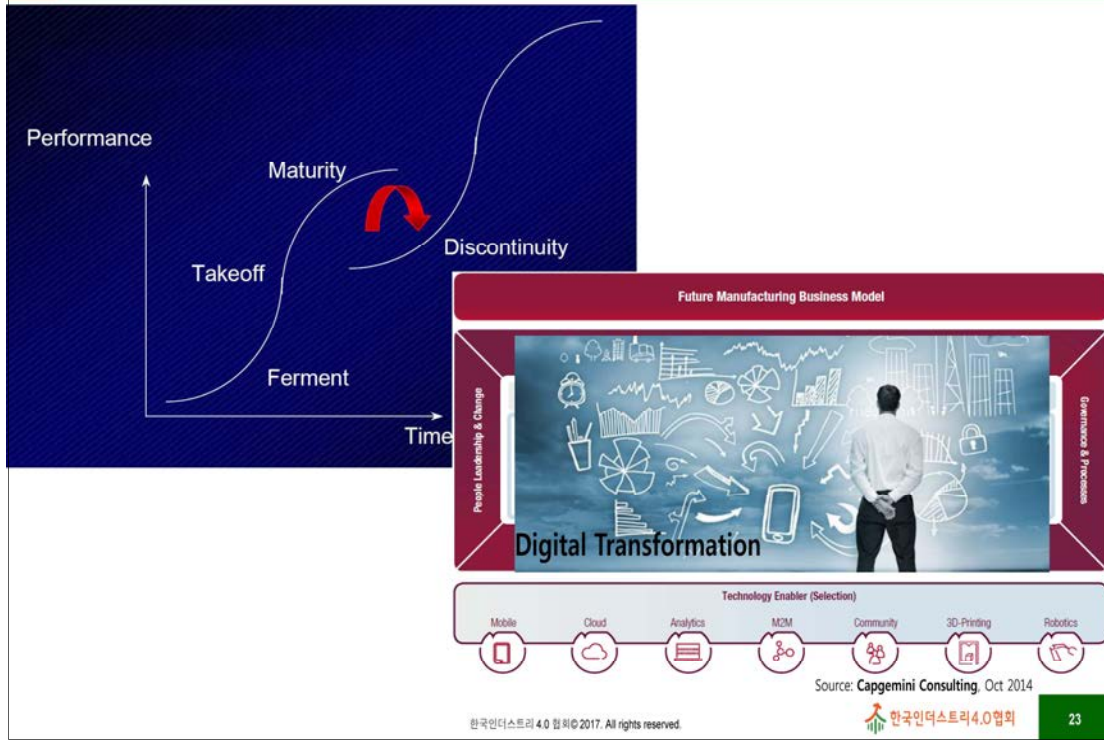 Performance
Maturity
Discontinuity
Takeoff
Ferment
Time
Future Manufacturing Business Model
People Leadership & Change
Governance & Processes
Digital Transformation
Technology Enabler (Selection)
Mobile Cloud Analytics M2M Community 3D-Printing Robotics
Source: Capgemini Consulting, Oct 2014
한국인더스트리 4.0 협회© 2017. All rights reserved.
한국인더스트리4.0협회
23